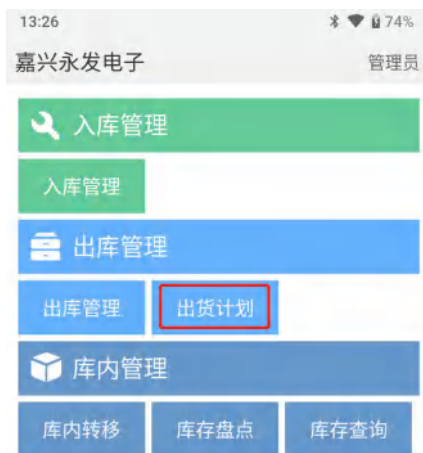 13:26 74%
嘉兴永发电子 管理员
入库管理
入库管理
出库管理
出库管理 出货计划
库内管理
库内转移 库存盘点 库存查询